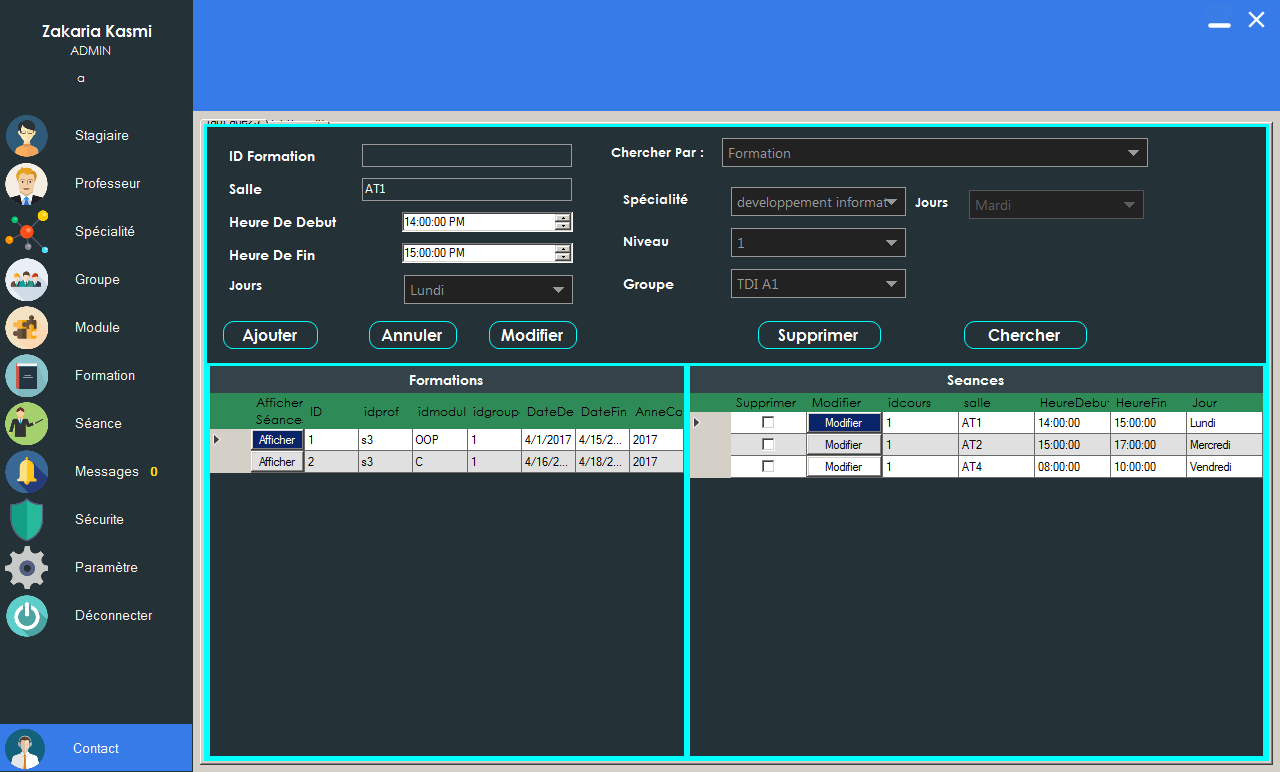 Zakaria Kasmi
ADMIN
a
Stagiaire
Professeur
Spécialité
Groupe
Module
Formation
Séance
Messages 0
Sécurite
Paramètre
Déconnecter
Contact
ID Formation
Salle AT1
Heure De Debut 14:00:00 PM
Heure De Fin 15:00:00 PM
Jours Lundi
Chercher Par : Formation
Spécialité developpement informat Jours Mardi
Niveau 1
Groupe TDI A1
Ajouter Annuler Modifier Supprimer Chercher
Formations
Afficher Séances ID idprof idmodul idgroup DateDe DateFin AnneCo
Afficher 1 s3 OOP 1 4/1/2017 4/15/2... 2017
Afficher 2 s3 C 1 4/16/2... 4/18/2... 2017
Seances
Supprimer Modifier idcours salle HeureDebut HeureFin Jour
Modifier 1 AT1 14:00:00 15:00:00 Lundi
Modifier 1 AT2 15:00:00 17:00:00 Mercredi
Modifier 1 AT4 08:00:00 10:00:00 Vendredi